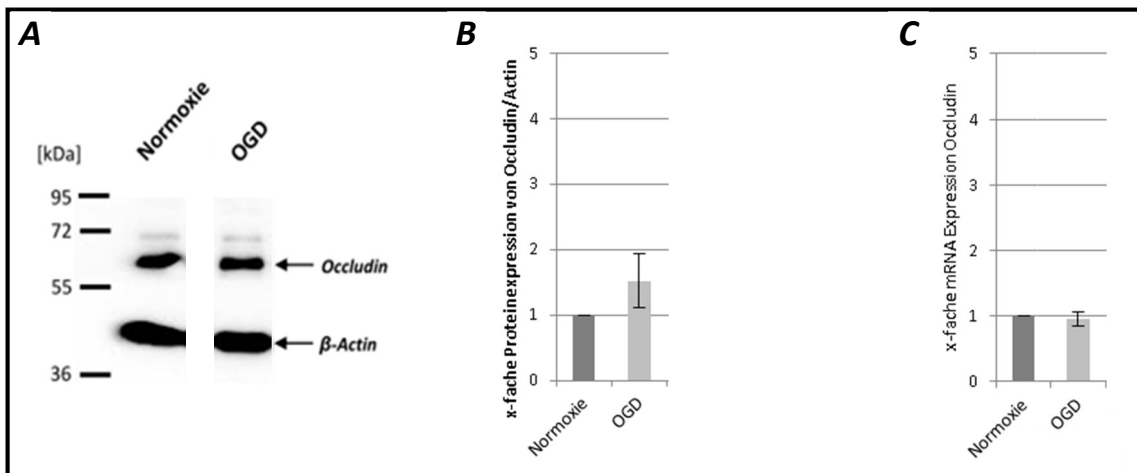 A
Normoxie
OGD
[kDa]
95
72
55
36
Occludin
β-Actin
B
x-fache Proteinexpression von Occludin/Actin
5
4
3
2
1
0
Normoxie
OGD
C
x-fache mRNA Expression Occludin
5
4
3
2
1
0
Normoxie
OGD